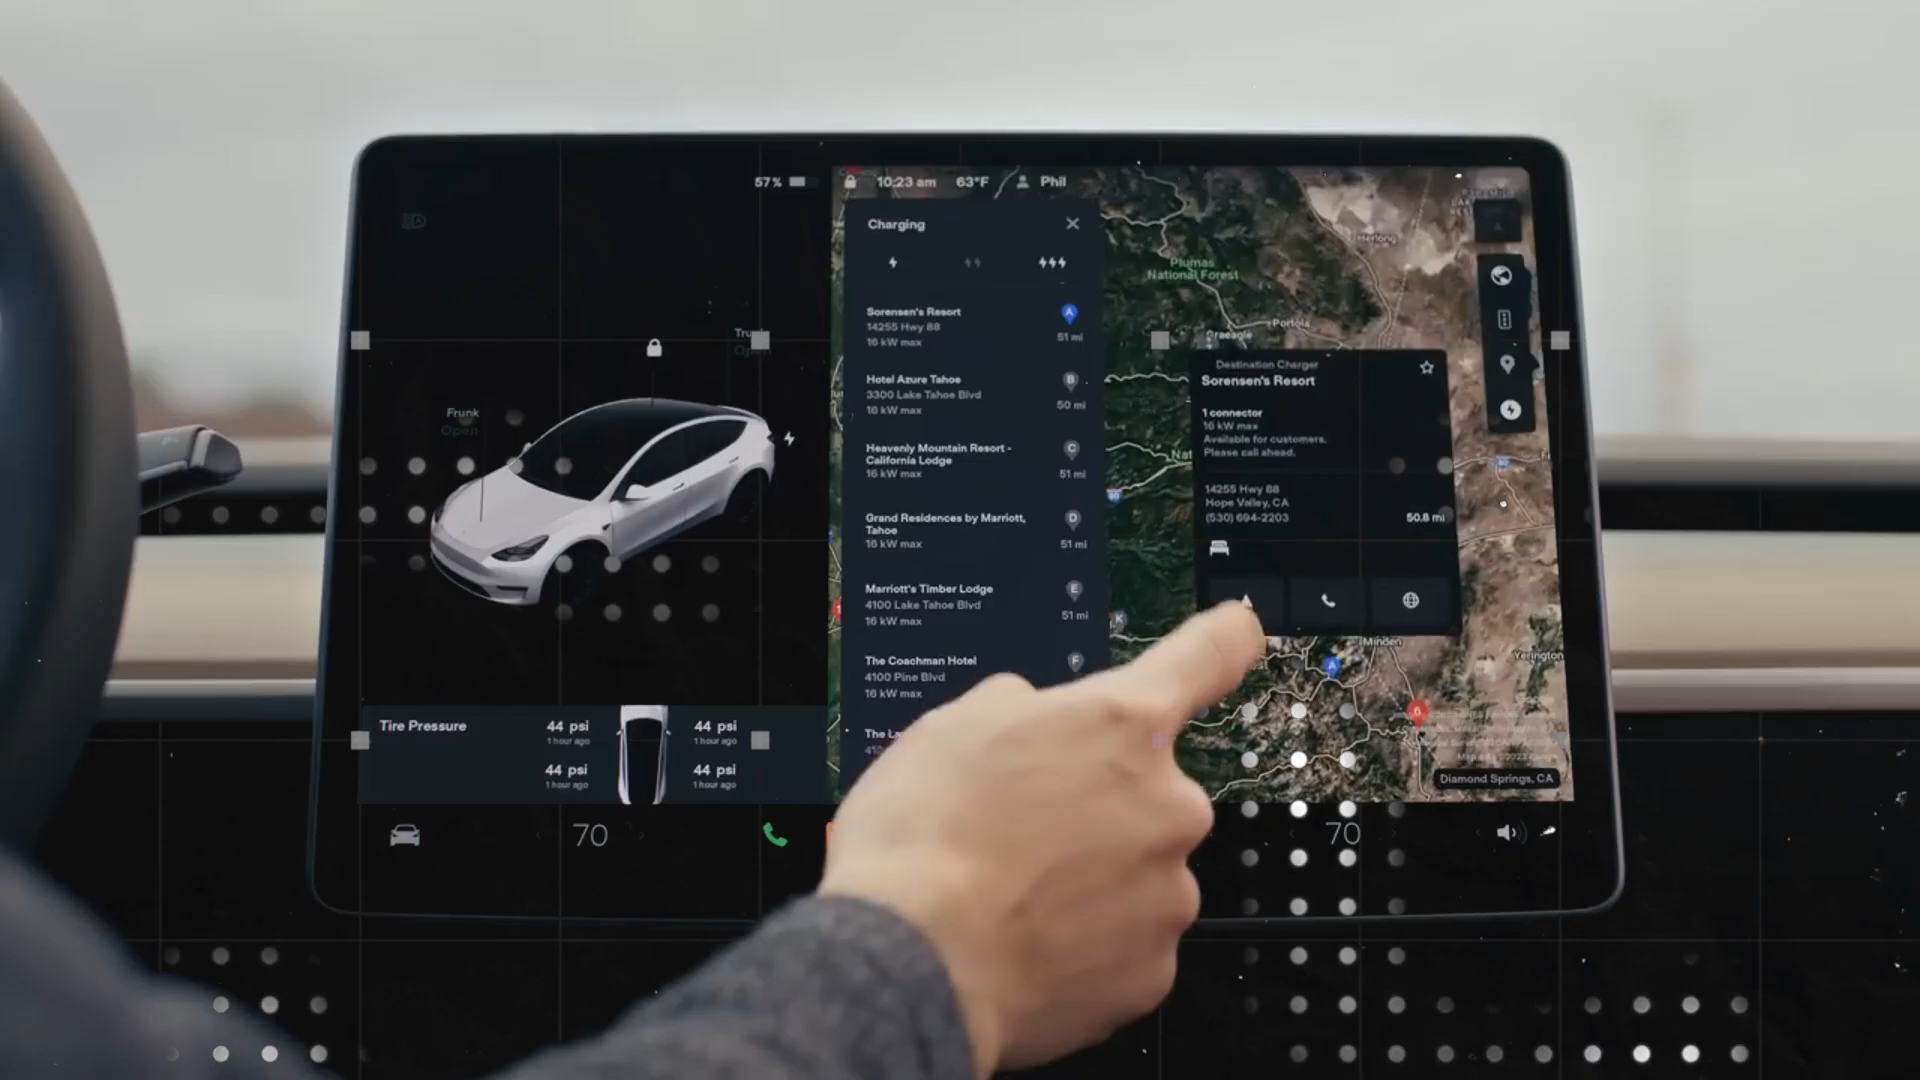 57%
10:23 am
63°F
Phil
Charging
Sorensen's Resort
14255 Hwy 88
16 kW max
A
51 mi
Hotel Azure Tahoe
3300 Lake Tahoe Blvd
16 kW max
B
50 mi
Heavenly Mountain Resort -
California Lodge
16 kW max
C
51 mi
Grand Residences by Marriott,
Tahoe
16 kW max
D
51 mi
Marriott's Timber Lodge
4100 Lake Tahoe Blvd
16 kW max
E
51 mi
The Coachman Hotel
4100 Pine Blvd
16 kW max
F
The
Frunk
Open
Tire Pressure
44 psi
1 hour ago
44 psi
1 hour ago
44 psi
1 hour ago
44 psi
1 hour ago
70
70
Herlong
Plumas
National Forest
Portola
Graeagle
Destination Charger
Sorensen's Resort
1 connector
16 kW max
Available for customers.
Please call ahead.
14255 Hwy 88
Hope Valley, CA
(530) 694-2203
50.8 mi
80
80
K
Minden
A
Yerington
6
Diamond Springs, CA